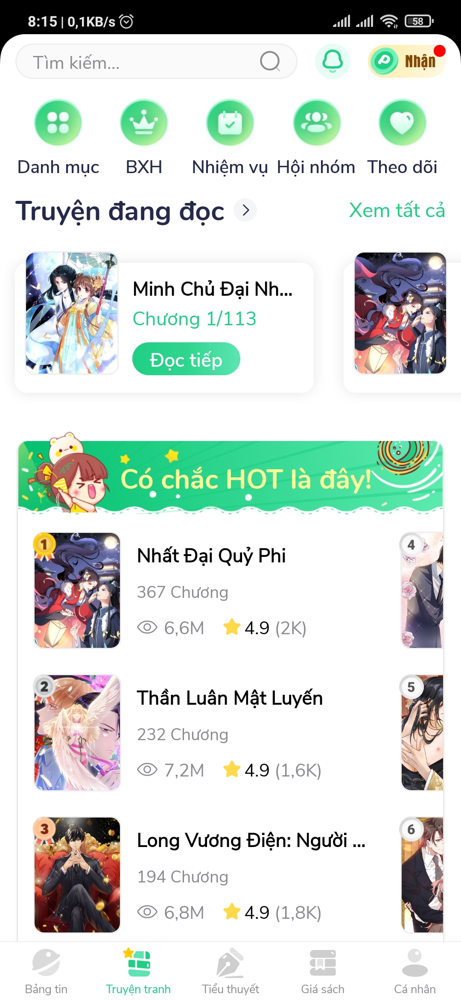 8:15 | 0,1KB/s
58
Tìm kiếm...
Nhận
Danh mục
BXH
Nhiệm vụ
Hội nhóm
Theo dõi
Truyện đang đọc
Xem tất cả
Minh Chủ Đại Nh...
Chương 1/113
Đọc tiếp
Có chắc HOT là đây!
1
Nhất Đại Quỷ Phi
367 Chương
6,6M 4.9 (2K)
4
2
Thần Luân Mật Luyến
232 Chương
7,2M 4.9 (1,6K)
5
3
Long Vương Điện: Người ...
194 Chương
6,8M 4.9 (1,8K)
6
Bảng tin
Truyện tranh
Tiểu thuyết
Giá sách
Cá nhân